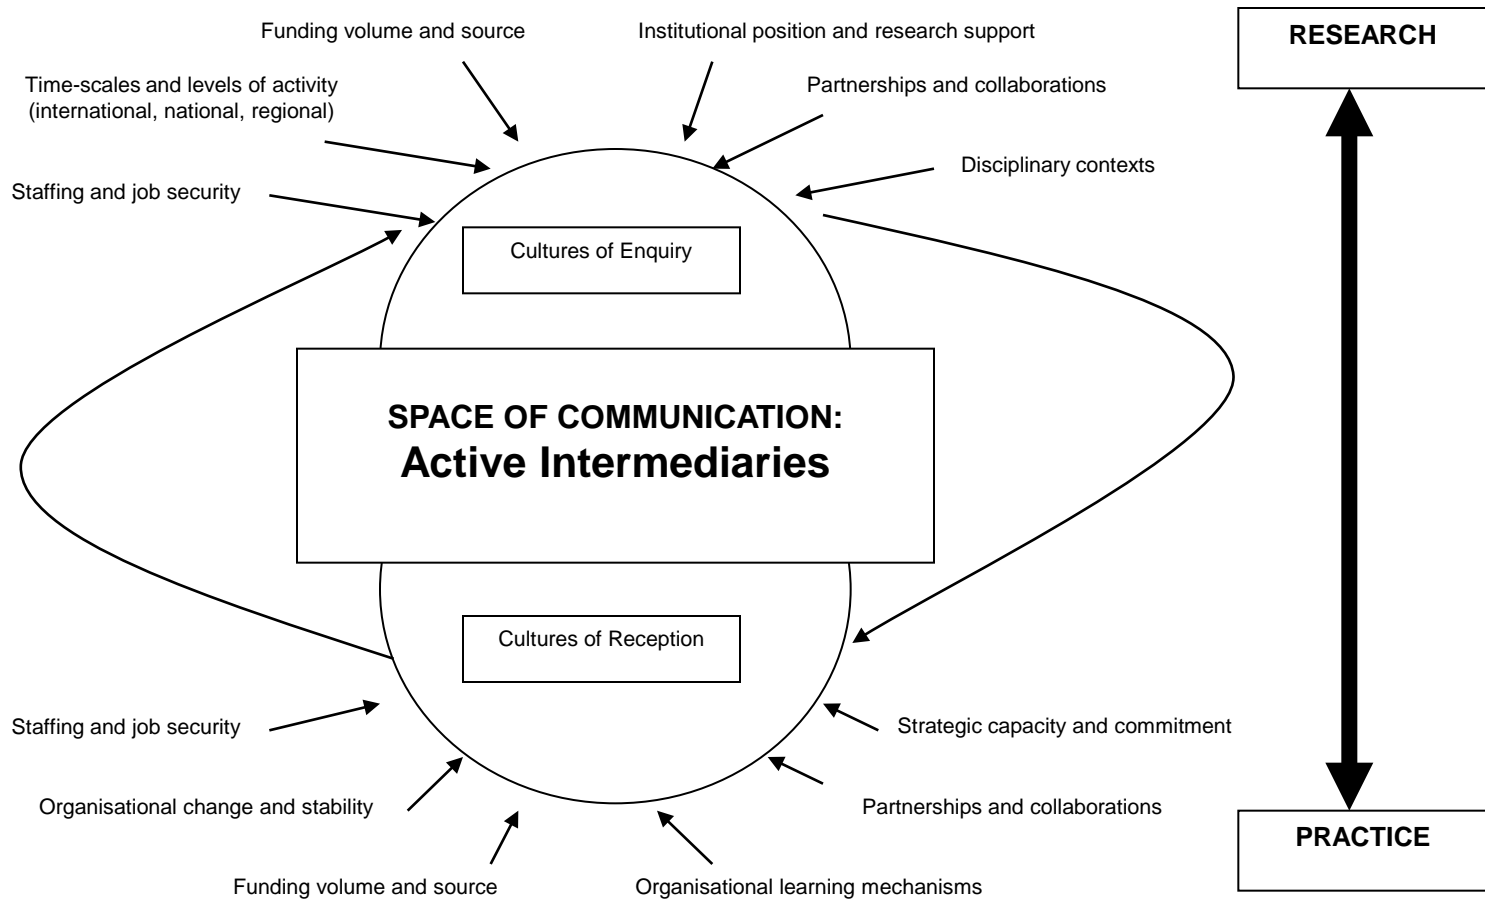 Funding volume and source
Institutional position and research support
RESEARCH
Time-scales and levels of activity
(international, national, regional)
Partnerships and collaborations
Staffing and job security
Disciplinary contexts
Cultures of Enquiry
SPACE OF COMMUNICATION:
Active Intermediaries
Cultures of Reception
Staffing and job security
Strategic capacity and commitment
Organisational change and stability
Partnerships and collaborations
PRACTICE
Funding volume and source
Organisational learning mechanisms